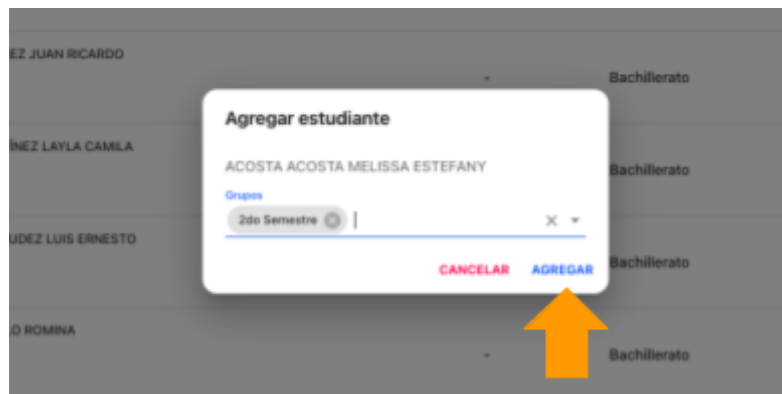 EZ JUAN RICARDO
- Bachillerato
Agregar estudiante
ÍNEZ LAYLA CAMILA
ACOSTA ACOSTA MELISSA ESTEFANY
Bachillerato
Grupos
2do Semestre
UDEZ LUIS ERNESTO
CANCELAR AGREGAR
Bachillerato
O ROMINA
- Bachillerato